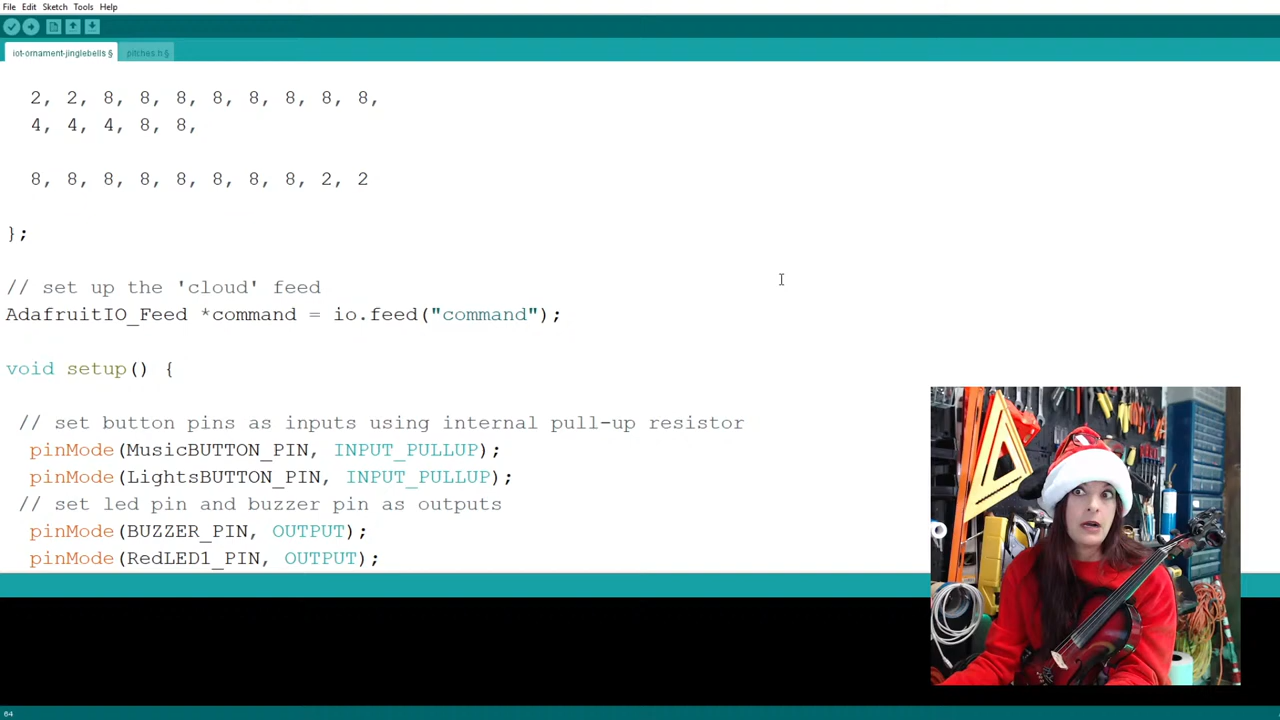 File Edit Sketch Tools Help
iot-ornament-jinglebells § pitches.h §
2, 2, 8, 8, 8, 8, 8, 8, 8, 8,
4, 4, 4, 8, 8,
8, 8, 8, 8, 8, 8, 8, 8, 2, 2
};
// set up the 'cloud' feed
AdafruitIO_Feed *command = io.feed("command");
void setup() {
// set button pins as inputs using internal pull-up resistor
pinMode(MusicBUTTON_PIN, INPUT_PULLUP);
pinMode(LightsBUTTON_PIN, INPUT_PULLUP);
// set led pin and buzzer pin as outputs
pinMode(BUZZER_PIN, OUTPUT);
pinMode(RedLED1_PIN, OUTPUT);
64